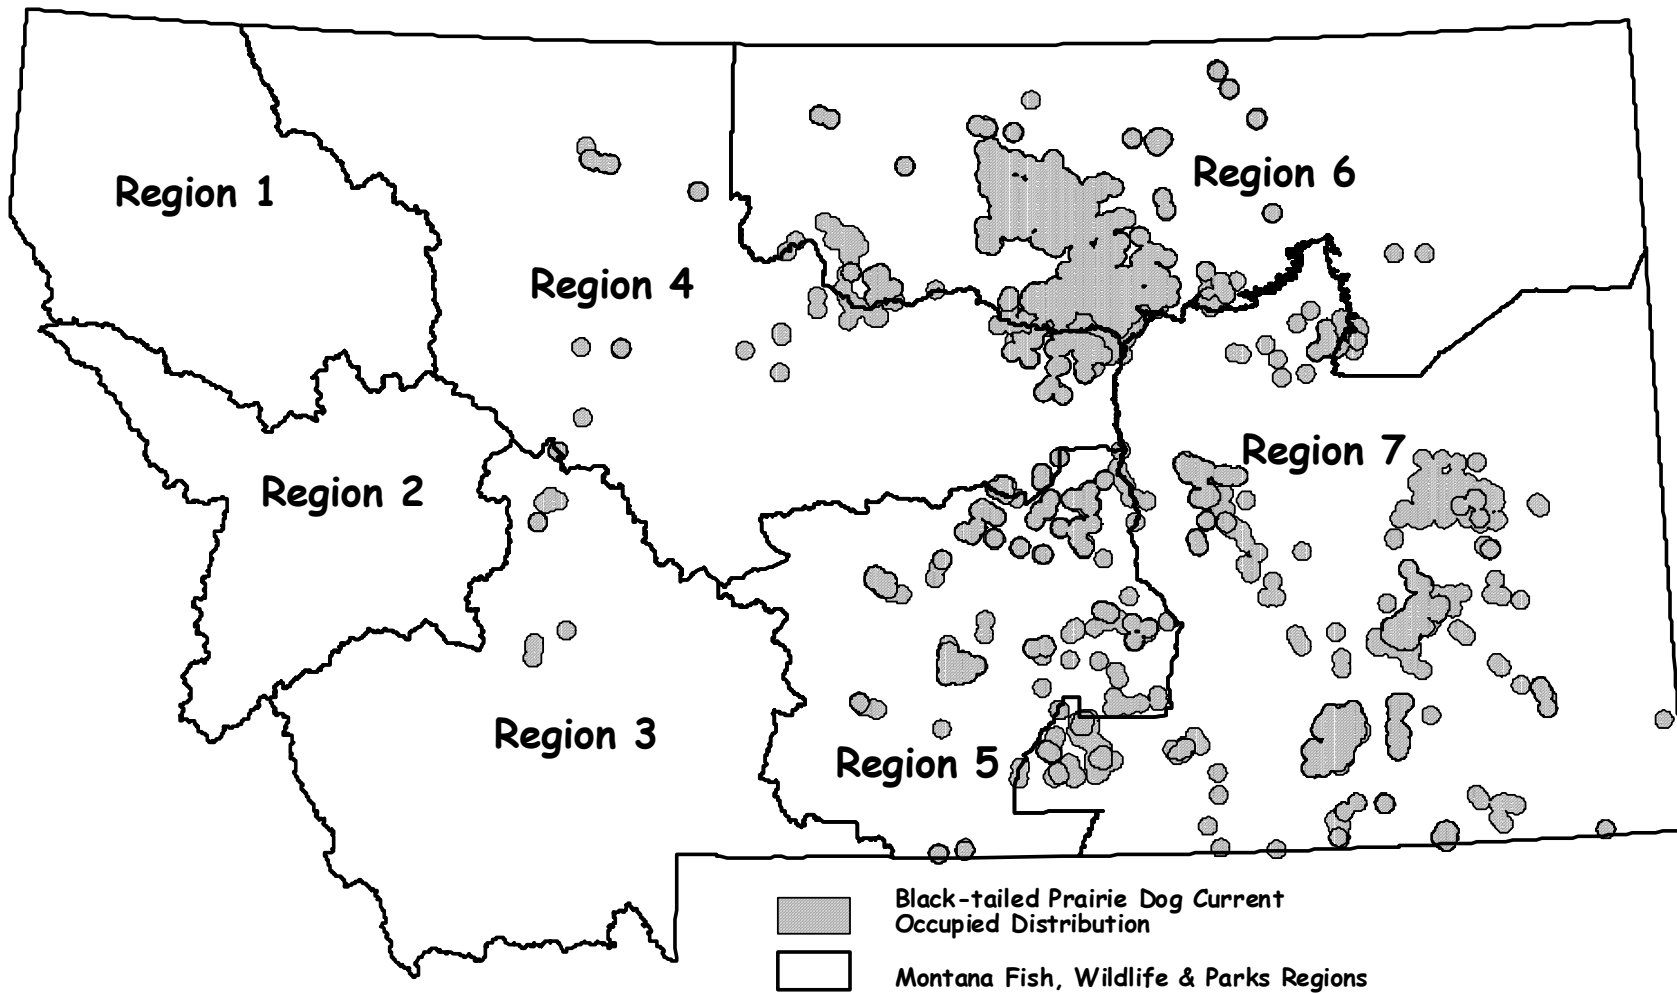 Region 1
Region 6
Region 4
Region 7
Region 2
Region 3
Region 5
Black-tailed Prairie Dog Current
Occupied Distribution
Montana Fish, Wildlife & Parks Regions